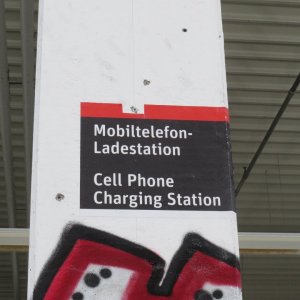 Mobiltelefon-
Ladestation
Cell Phone
Charging Station